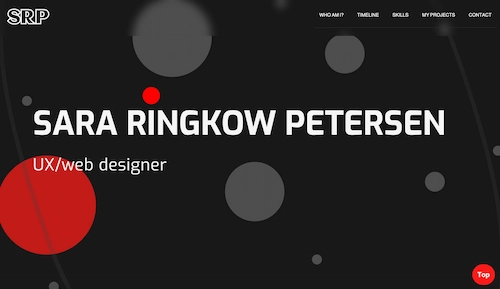 SRP
WHO AM I?
TIMELINE
SKILLS
MY PROJECTS
CONTACT
SARA RINGKOW PETERSEN
UX/web designer
Top